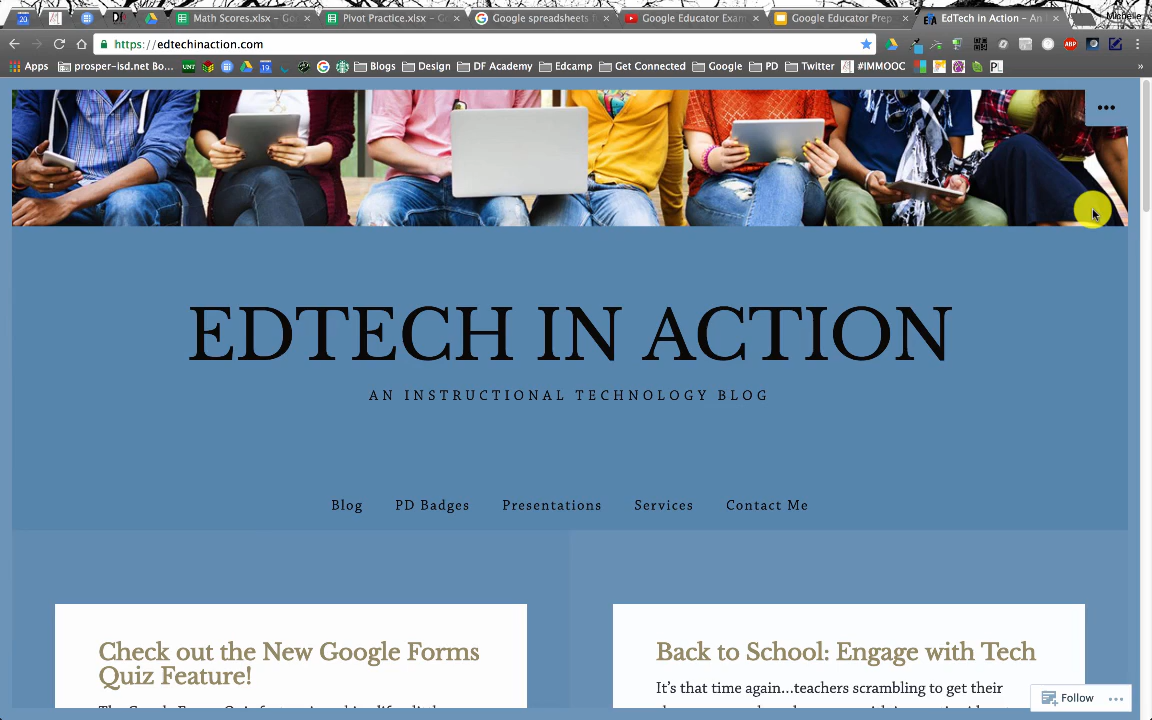 Math Scores.xlsx - Go
Pivot Practice.xlsx - G
Google spreadsheets f
Google Educator Exam
Google Educator Prep
EdTech In Action – An I
Michelle
https://edtechinaction.com
Apps
prosper-isd.net Bo...
UNT
Blogs
Design
DF Academy
Edcamp
Get Connected
Google
PD
Twitter
#IMMOOC
»
EDTECH IN ACTION
AN INSTRUCTIONAL TECHNOLOGY BLOG
Blog PD Badges Presentations Services Contact Me
Check out the New Google Forms
Quiz Feature!
Back to School: Engage with Tech
It's that time again...teachers scrambling to get their
Follow